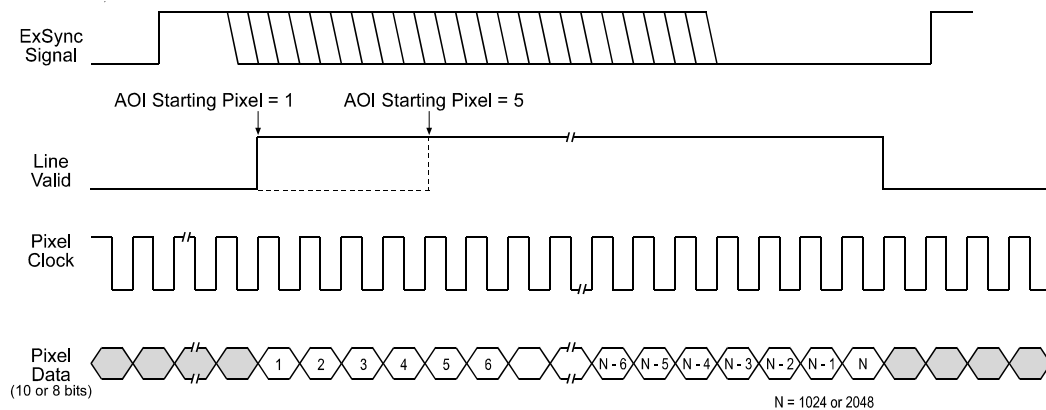 ExSync
Signal
AOI Starting Pixel = 1 AOI Starting Pixel = 5
Line
Valid
Pixel
Clock
Pixel
Data
(10 or 8 bits)
1 2 3 4 5 6 N - 6 N - 5 N - 4 N - 3 N - 2 N - 1 N
N = 1024 or 2048